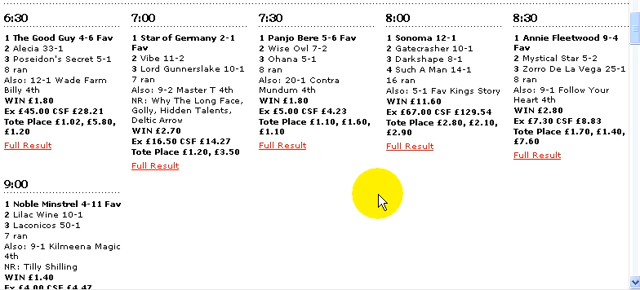 6:30
1 The Good Guy 4-6 Fav
2 Alecia 33-1
3 Poseidon's Secret 5-1
8 ran
Also: 12-1 Wade Farm
Billy 4th
WIN £1.80
Ex £45.00 CSF £28.21
Tote Place £1.02, £5.80,
£1.20
Full Result
7:00
1 Star of Germany 2-1
Fav
2 Vibe 11-2
3 Lord Gunnerslake 10-1
7 ran
Also: 9-2 Master T 4th
NR: Why The Long Face,
Golly, Hidden Talents,
Deltic Arrow
WIN £2.70
Ex £16.50 CSF £14.27
Tote Place £1.20, £3.50
Full Result
7:30
1 Panjo Bere 5-6 Fav
2 Wise Owl 7-2
3 Ohana 5-1
8 ran
Also: 20-1 Contra
Mundum 4th
WIN £1.80
Ex £5.00 CSF £4.23
Tote Place £1.10, £1.60,
£1.10
Full Result
8:00
1 Sonoma 12-1
2 Gatecrasher 10-1
3 Darkshape 8-1
4 Such A Man 14-1
16 ran
Also: 5-1 Fav Kings Story
WIN £11.60
Ex £67.00 CSF £129.54
Tote Place £2.80, £2.10,
£2.90
Full Result
8:30
1 Annie Fleetwood 9-4
Fav
2 Mystical Star 5-2
3 Zorro De La Vega 25-1
8 ran
Also: 9-1 Follow Your
Heart 4th
WIN £2.80
Ex £7.30 CSF £8.83
Tote Place £1.70, £1.40,
£7.60
Full Result
9:00
1 Noble Minstrel 4-11 Fav
2 Lilac Wine 10-1
3 Laconicos 50-1
7 ran
Also: 9-1 Kilmeena Magic
4th
NR: Tilly Shilling
WIN £1.40
Ex £4.00 CSF £4.47